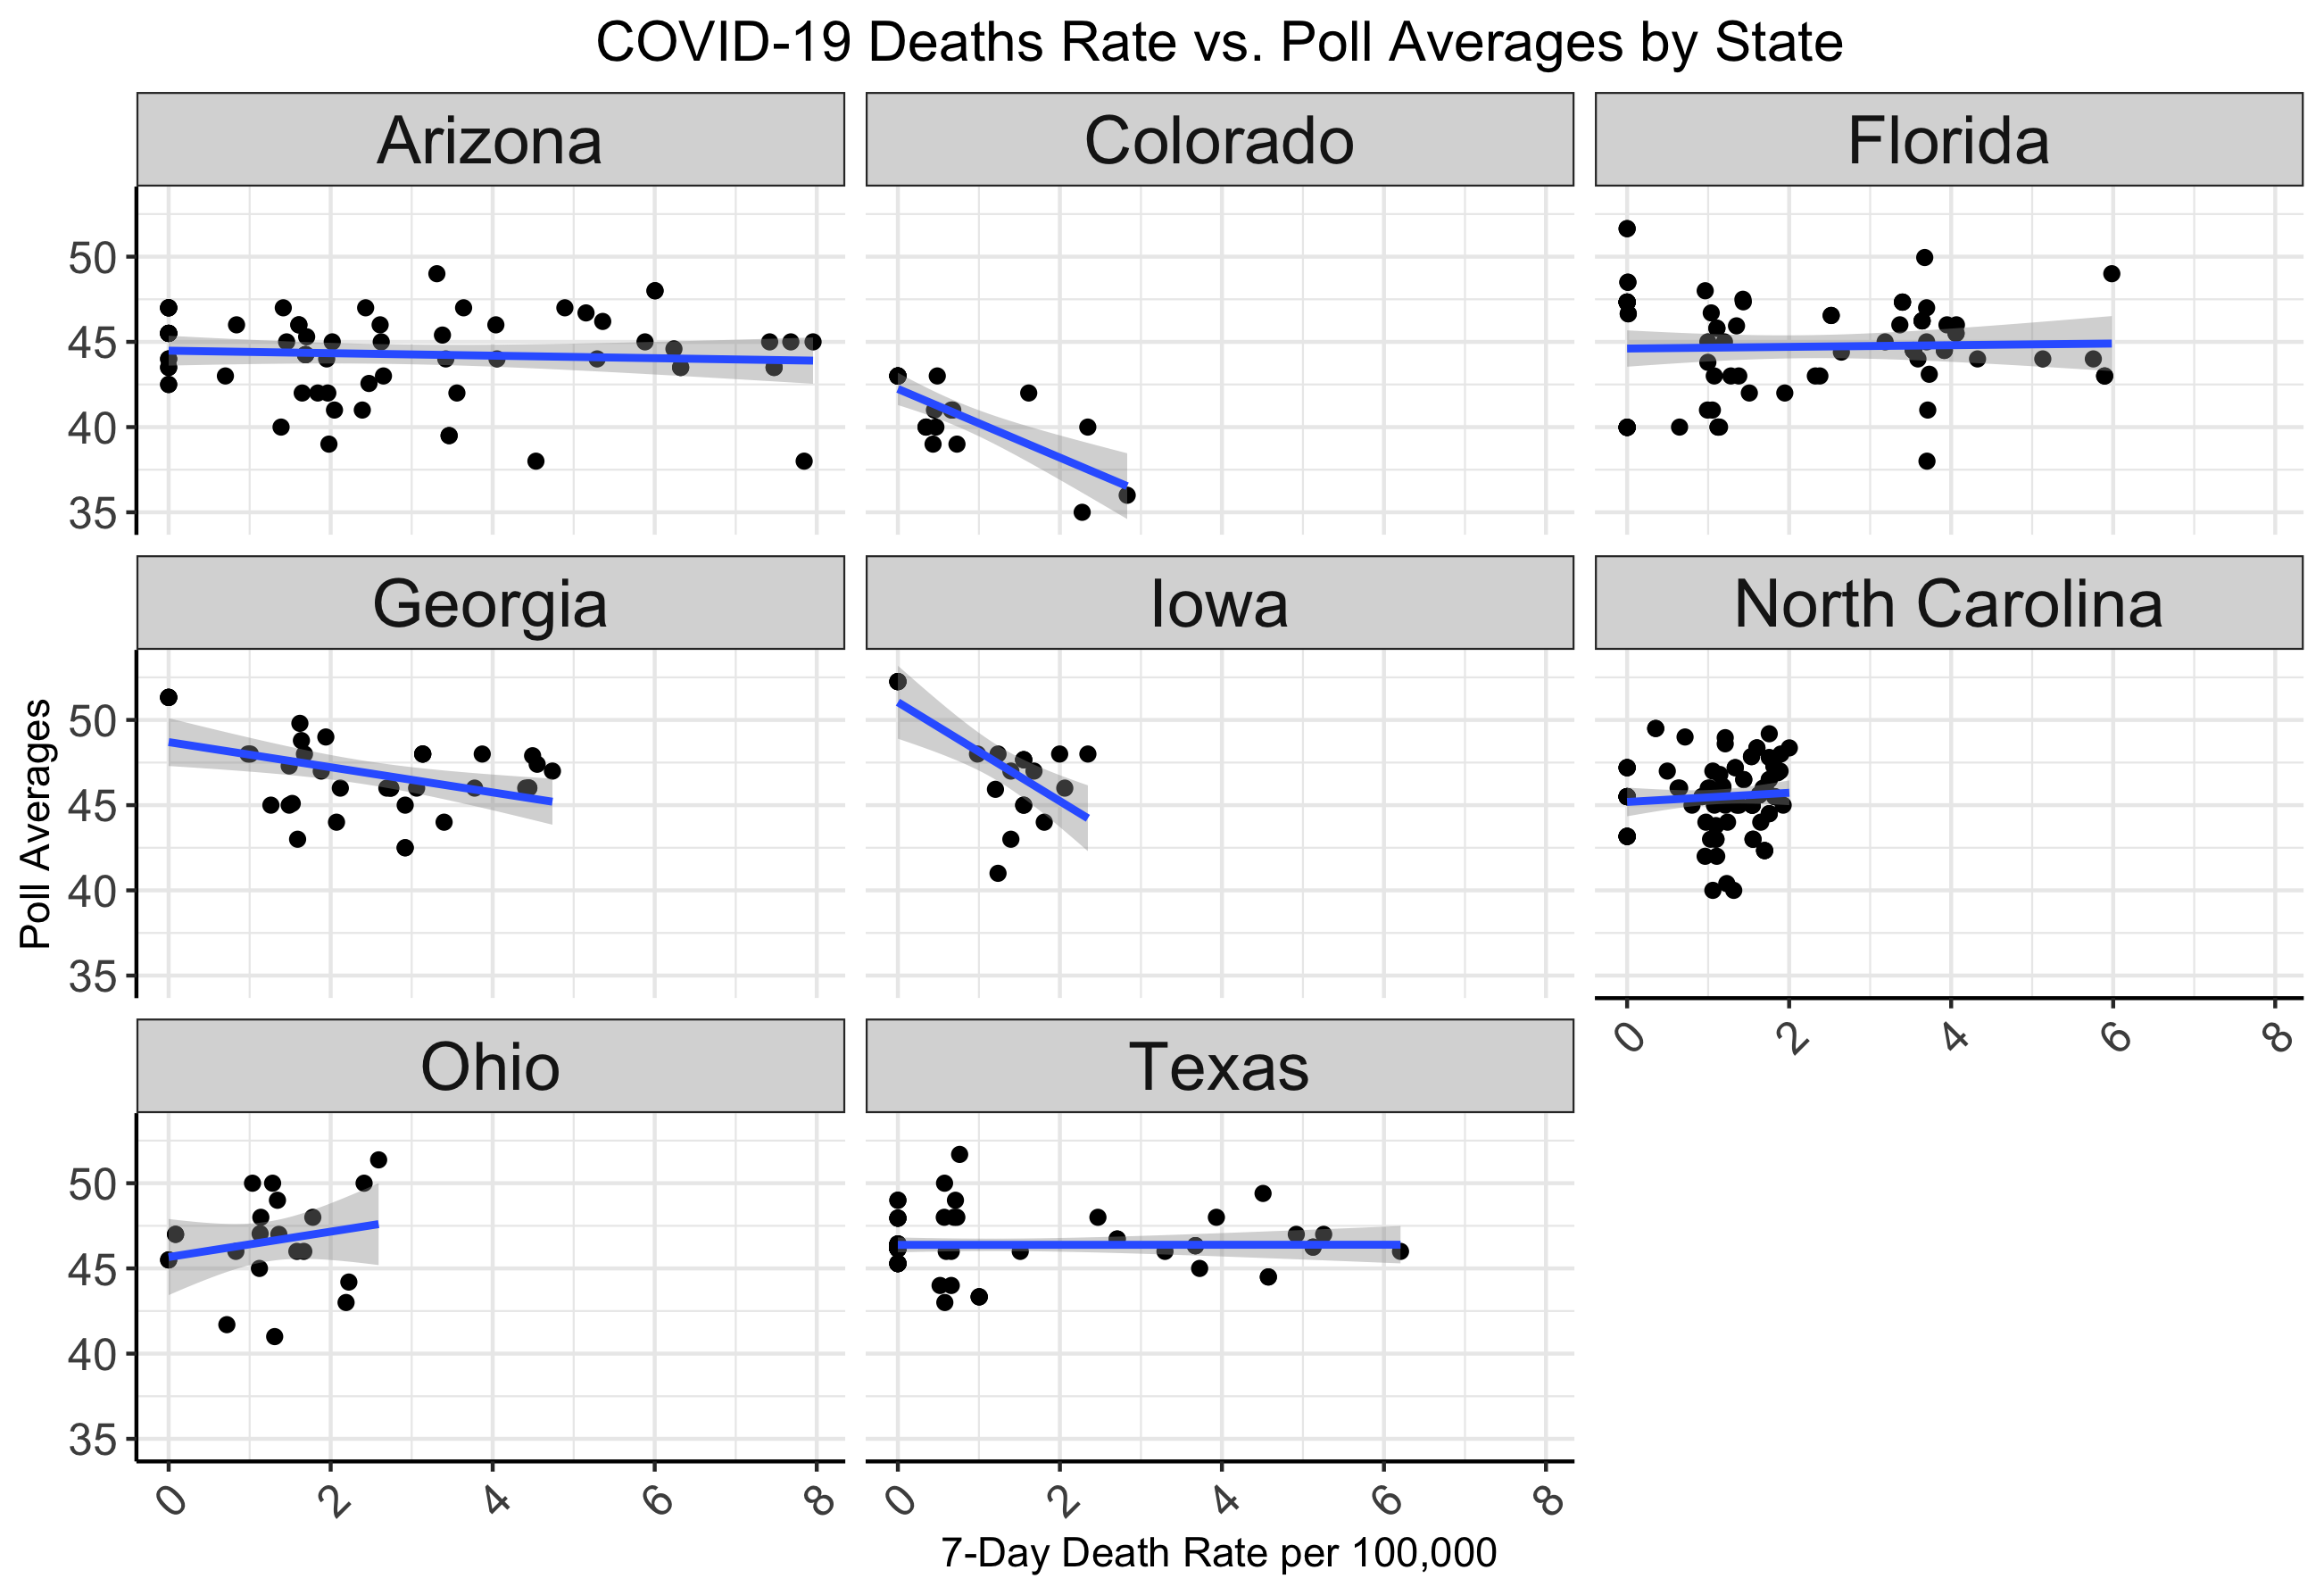 COVID-19 Deaths Rate vs. Poll Averages by State
Arizona
Colorado
Florida
50
45
40
35
Georgia
Iowa
North Carolina
Poll Averages
50
45
40
35
0
2
4
6
8
Ohio
Texas
50
45
40
35
0
2
4
6
8
0
2
4
6
8
7-Day Death Rate per 100,000